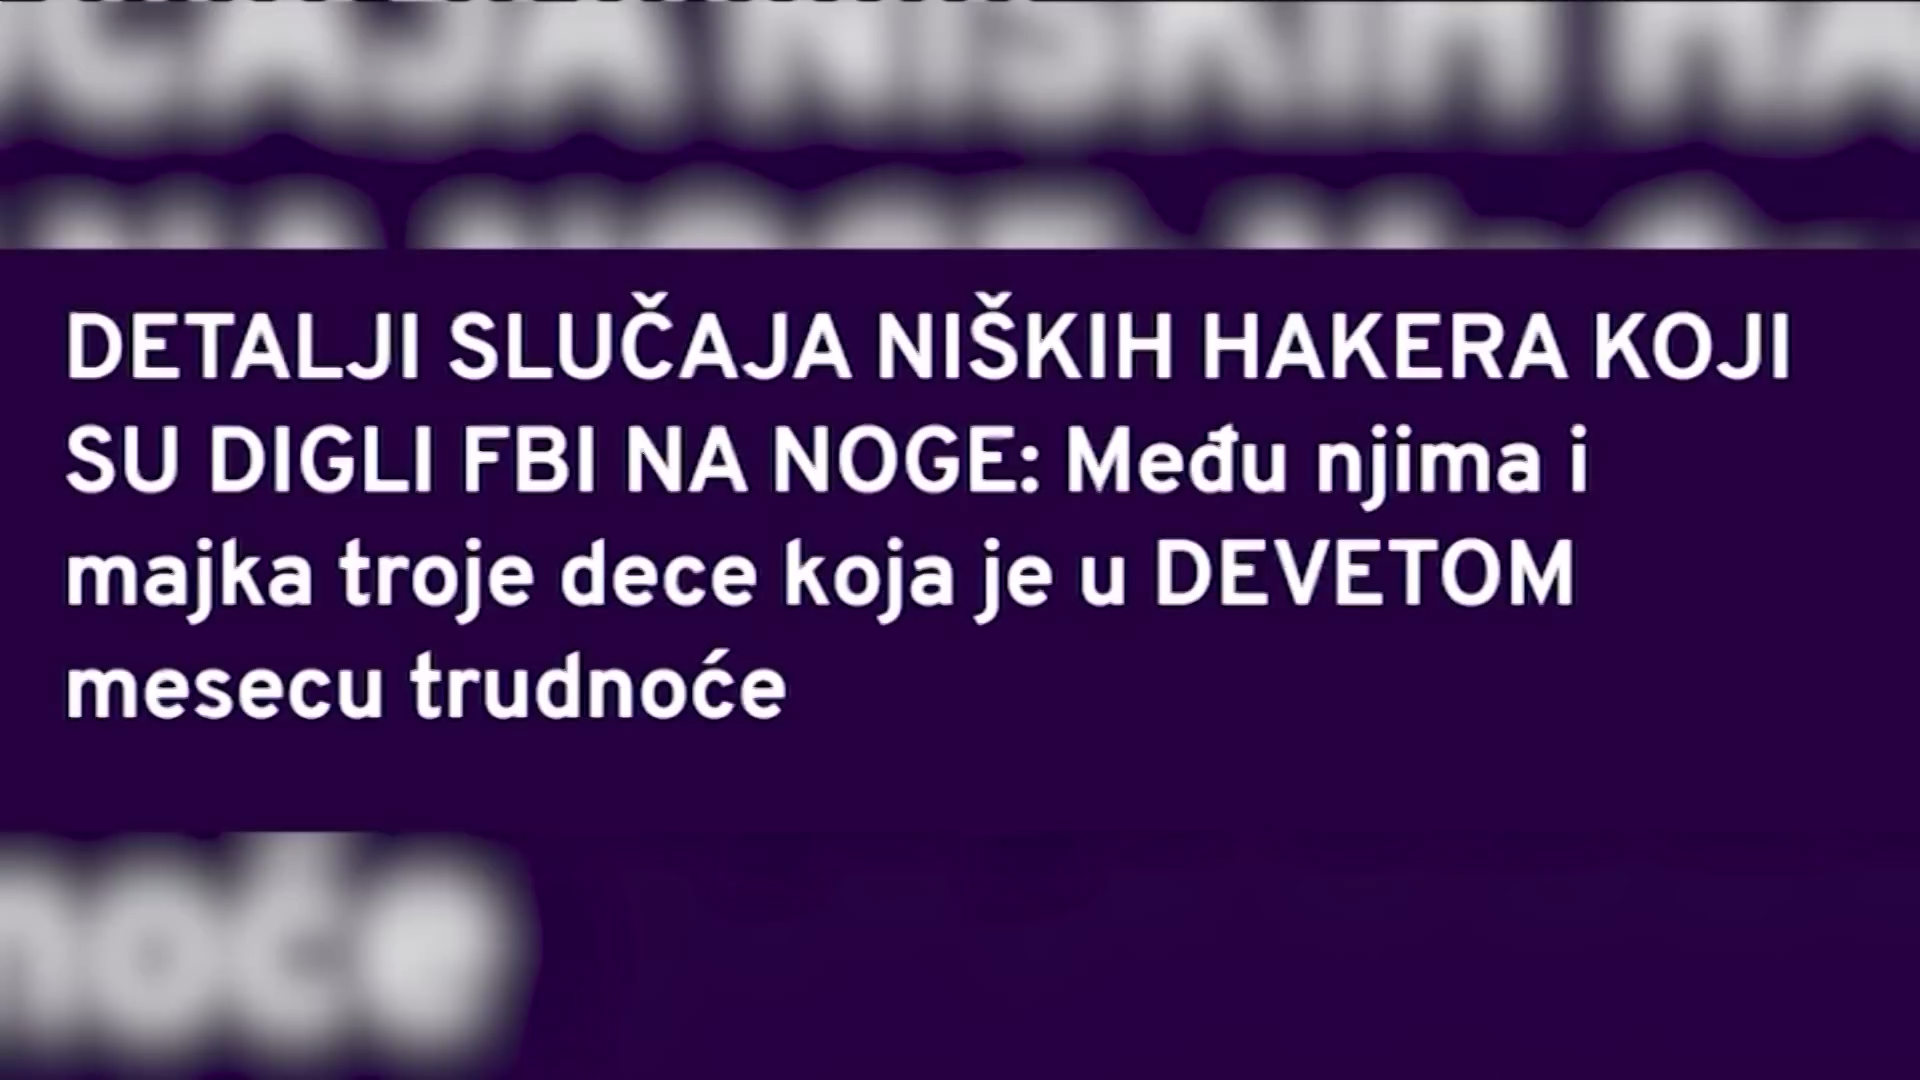 DETALJI SLUČAJA NIŠKIH HAKERA KOJI
SU DIGLI FBI NA NOGE: Među njima i
majka troje dece koja je u DEVETOM
mesecu trudnoće